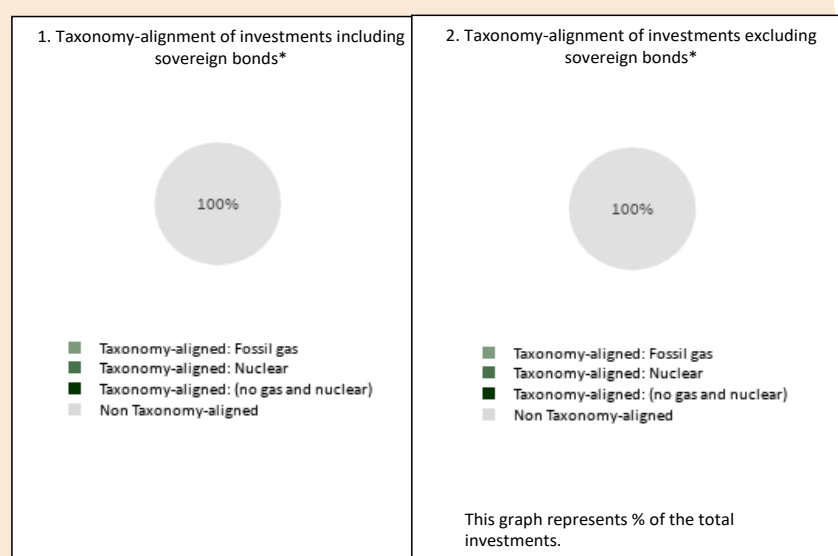 1. Taxonomy-alignment of investments including
sovereign bonds*
100%
Taxonomy-aligned: Fossil gas
Taxonomy-aligned: Nuclear
Taxonomy-aligned: (no gas and nuclear)
Non Taxonomy-aligned
2. Taxonomy-alignment of investments excluding
sovereign bonds*
100%
Taxonomy-aligned: Fossil gas
Taxonomy-aligned: Nuclear
Taxonomy-aligned: (no gas and nuclear)
Non Taxonomy-aligned
This graph represents % of the total
investments.